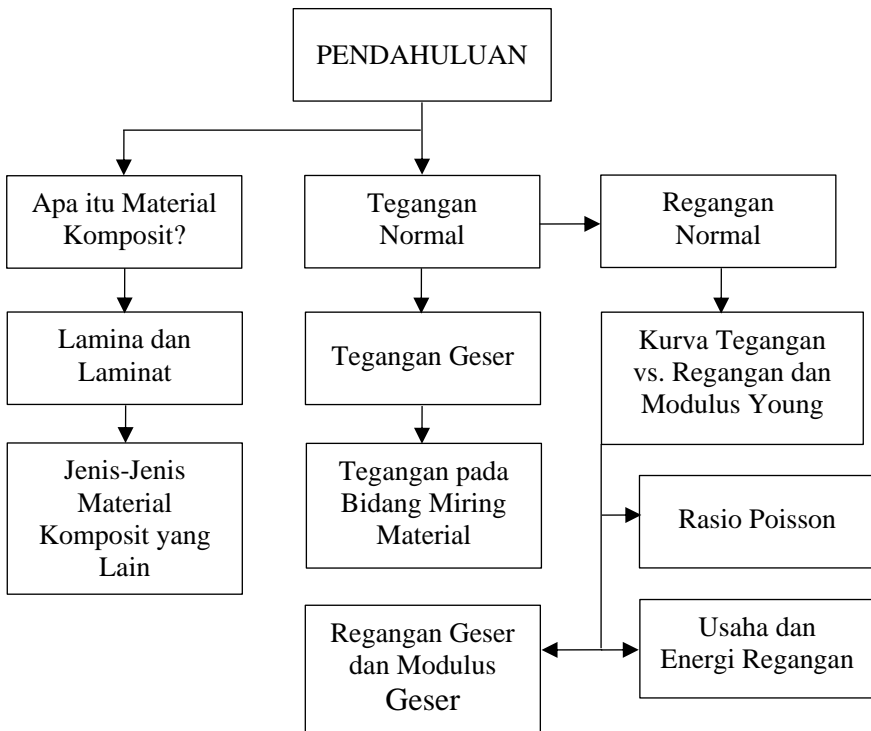 PENDAHULUAN
Apa itu Material
Komposit?
Tegangan
Normal
Regangan
Normal
Lamina dan
Laminat
Tegangan Geser
Kurva Tegangan
vs. Regangan dan
Modulus Young
Jenis-Jenis
Material
Komposit yang
Lain
Tegangan pada
Bidang Miring
Material
Rasio Poisson
Regangan Geser
dan Modulus
Geser
Usaha dan
Energi Regangan